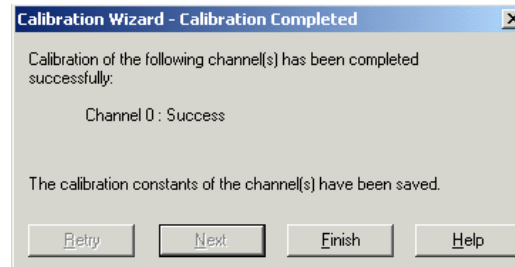 Calibration Wizard - Calibration Completed
Calibration of the following channel(s) has been completed
successfully:
Channel 0 : Success
The calibration constants of the channel(s) have been saved.
Retry Next Finish Help